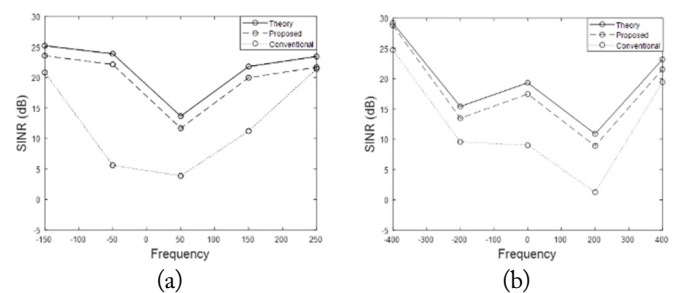 30
25
20
15
10
5
0
-5
SINR (dB)
-150 -100 -50 0 50 100 150 200 250
Frequency
Theory
Proposed
Conventional
(a)
30
25
20
15
10
5
0
-5
SINR (dB)
-400 -300 -200 -100 0 100 200 300 400
Frequency
Theory
Proposed
Conventional
(b)